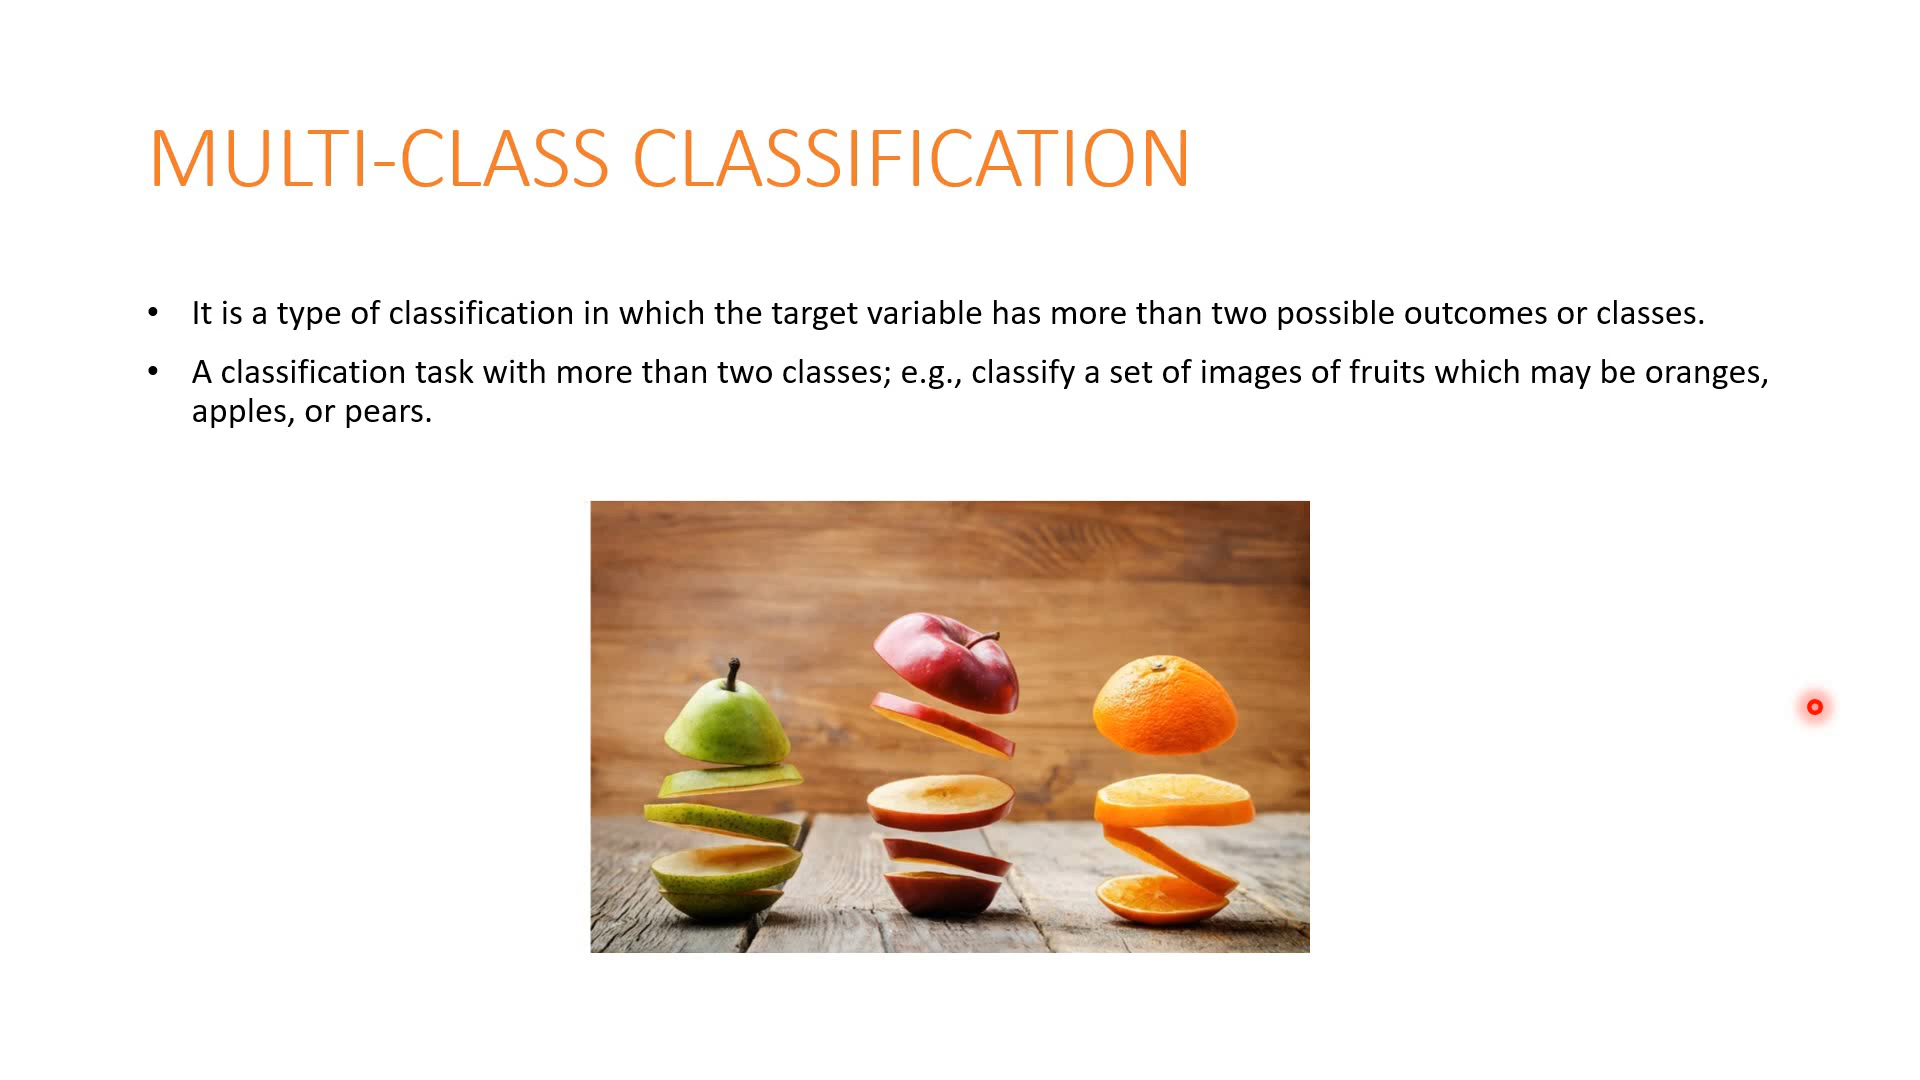 MULTI-CLASS CLASSIFICATION
• It is a type of classification in which the target variable has more than two possible outcomes or classes.
• A classification task with more than two classes; e.g., classify a set of images of fruits which may be oranges,
apples, or pears.